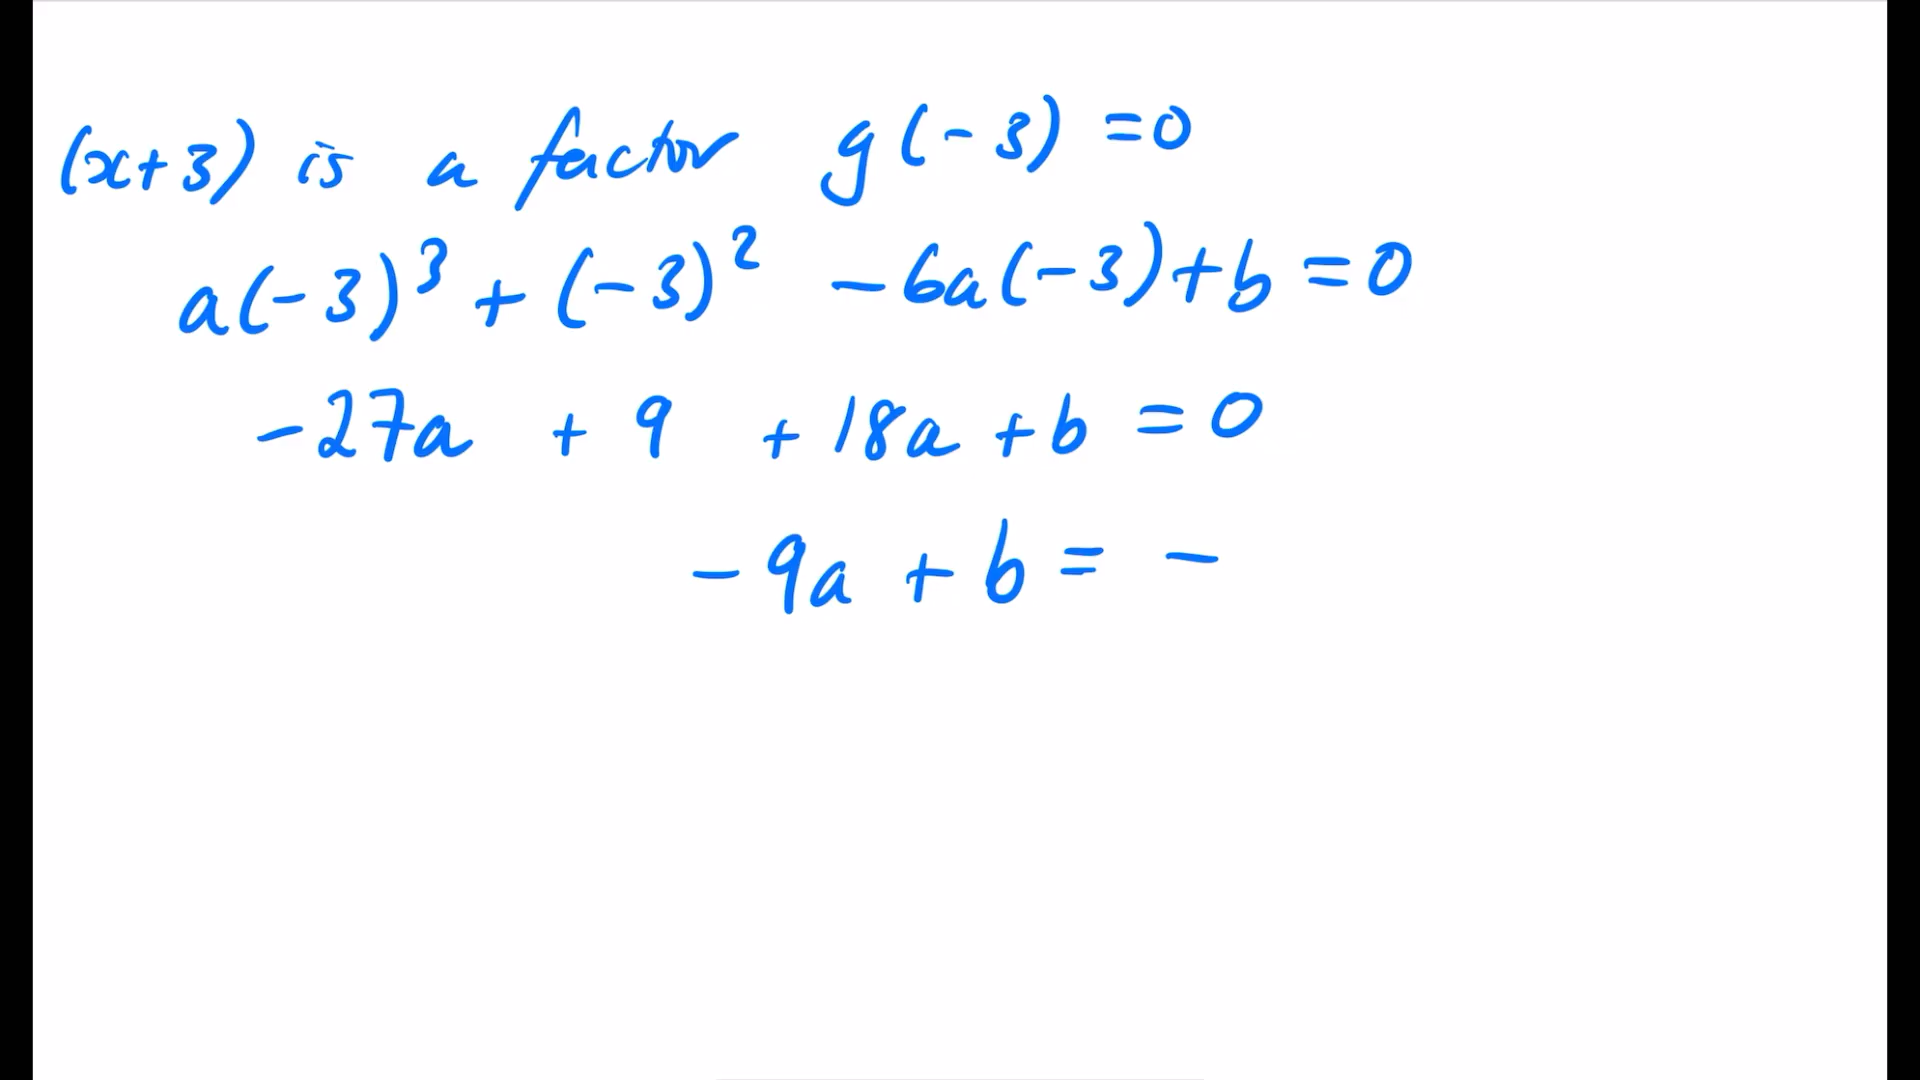 (x+3) is a factor g(-3) =0
a(-3)³ + (-3)² -6a(-3)+b=0
-27a + 9 +18a +b =0
-9a + b= -